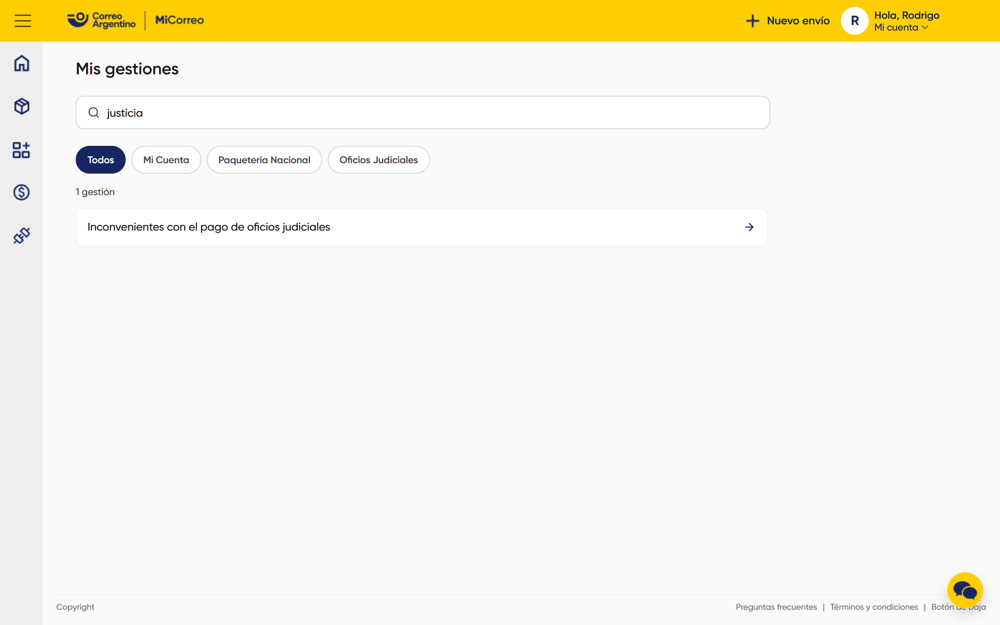 Correo Argentino | MiCorreo
Nuevo envío
R
Hola, Rodrigo
Mi cuenta
Mis gestiones
justicia
Todos
Mi Cuenta
Paquetería Nacional
Oficios Judiciales
1 gestión
Inconvenientes con el pago de oficios judiciales
Copyright
Preguntas frecuentes | Términos y condiciones | Botón de baja